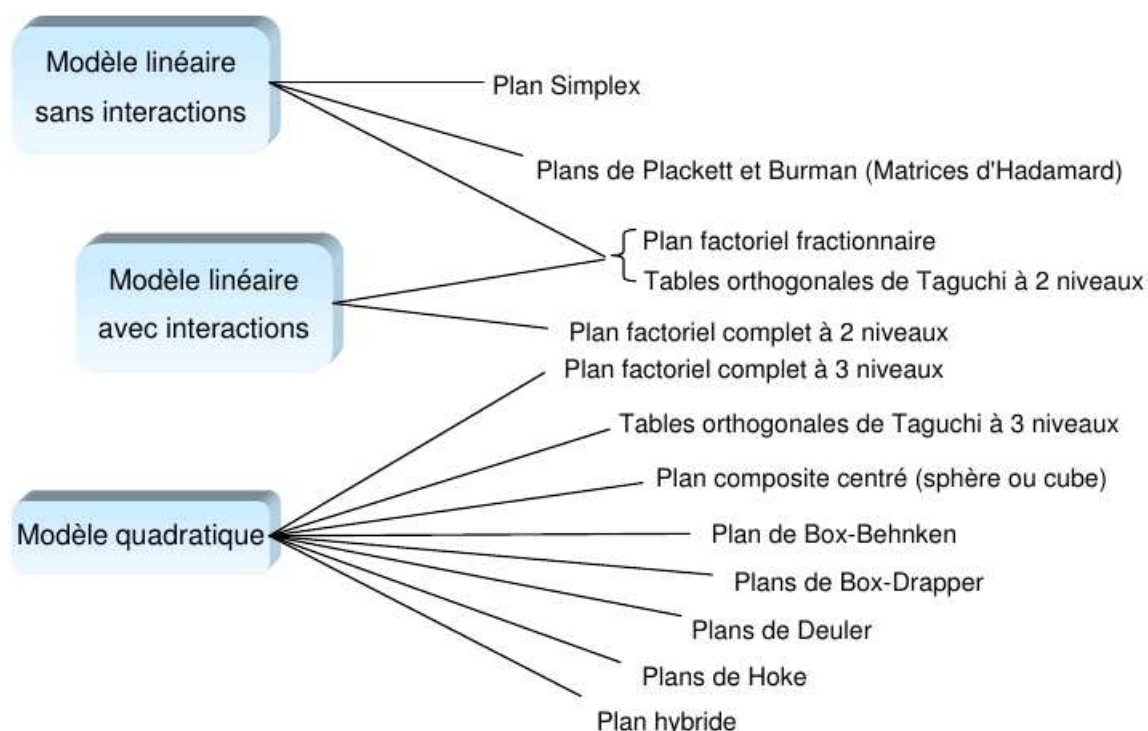 Modèle linéaire
sans interactions
Plan Simplex
Plans de Plackett et Burman (Matrices d'Hadamard)
Plan factoriel fractionnaire
Tables orthogonales de Taguchi à 2 niveaux
Modèle linéaire
avec interactions
Plan factoriel complet à 2 niveaux
Plan factoriel complet à 3 niveaux
Tables orthogonales de Taguchi à 3 niveaux
Plan composite centré (sphère ou cube)
Modèle quadratique
Plan de Box-Behnken
Plans de Box-Drapper
Plans de Deuler
Plans de Hoke
Plan hybride